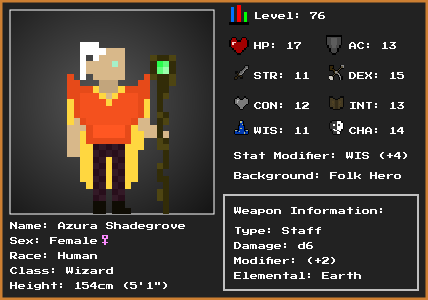 Level: 76
HP: 17 AC: 13
STR: 11 DEX: 15
CON: 12 INT: 13
WIS: 11 CHA: 14
Stat Modifier: WIS (+4)
Background: Folk Hero
Name: Azura Shadegrove
Sex: Female♀
Race: Human
Class: Wizard
Height: 154cm (5'1")
Weapon Information:
Type: Staff
Damage: d6
Modifier: (+2)
Elemental: Earth